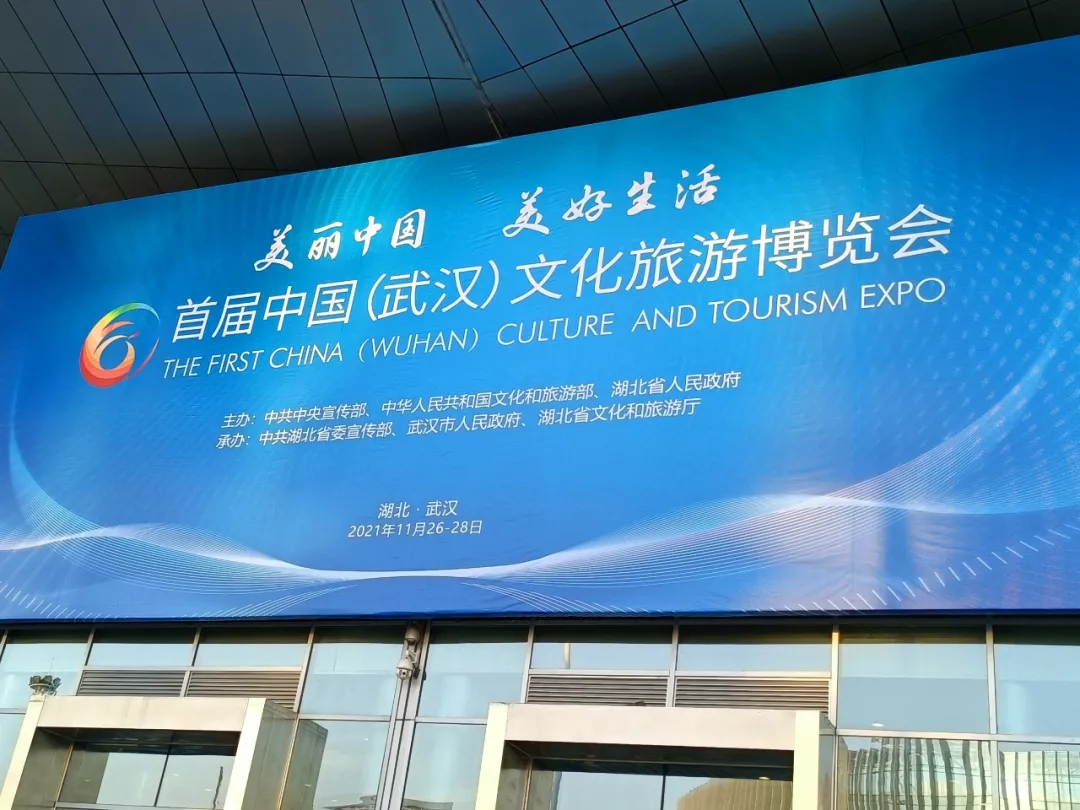 美丽中国 美好生活
首届中国(武汉)文化旅游博览会
THE FIRST CHINA (WUHAN) CULTURE AND TOURISM EXPO
主办：中共中央宣传部、中华人民共和国文化和旅游部、湖北省人民政府
承办：中共湖北省委宣传部、武汉市人民政府、湖北省文化和旅游厅
湖北·武汉
2021年11月26-28日